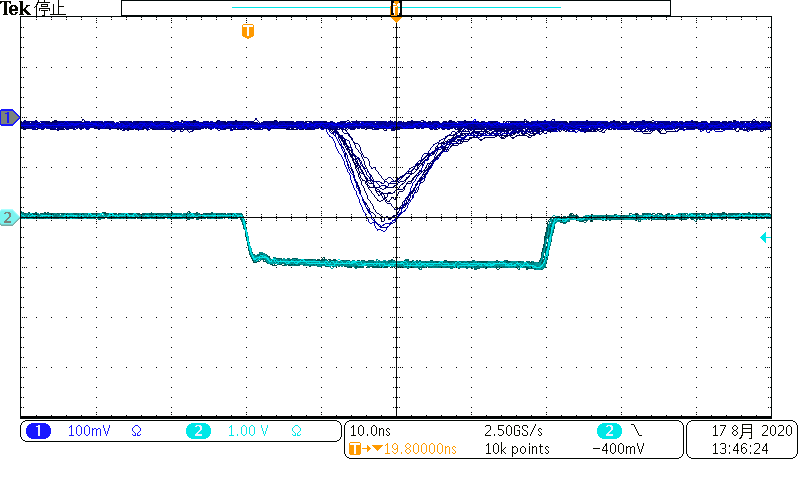 Tek 停止
T
T
1
2
1 100mV Ω 2 1.00 V Ω
10.0ns 2.50GS/s 2 -400mV
T→▼19.80000ns 10k points
17 8月 2020
13:46:24